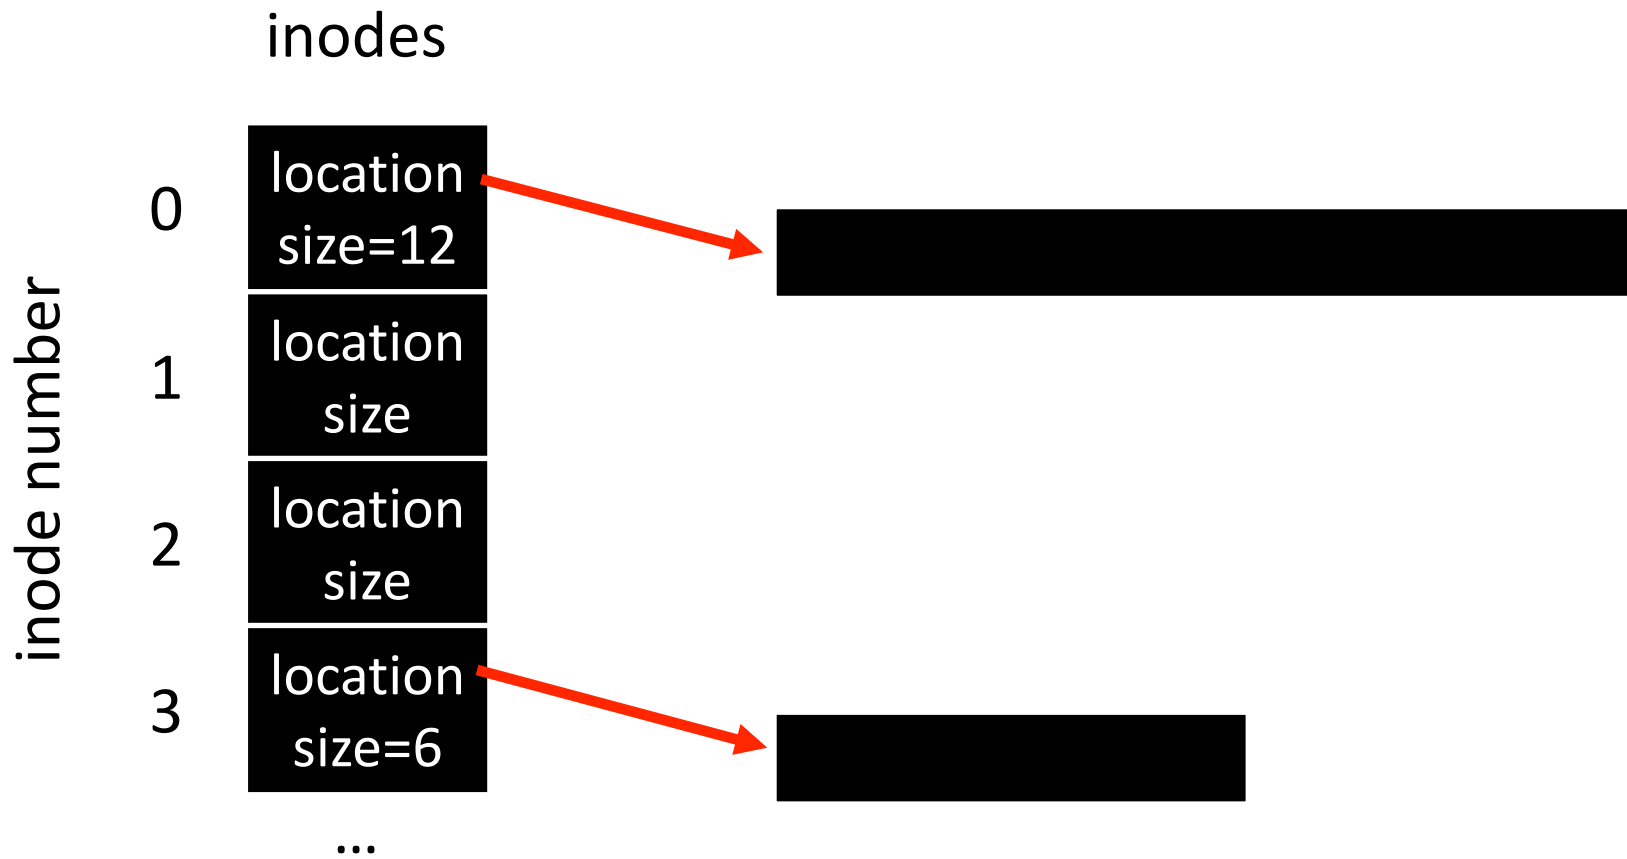 inodes
inode number
0
location
size=12
1
location
size
2
location
size
3
location
size=6
...